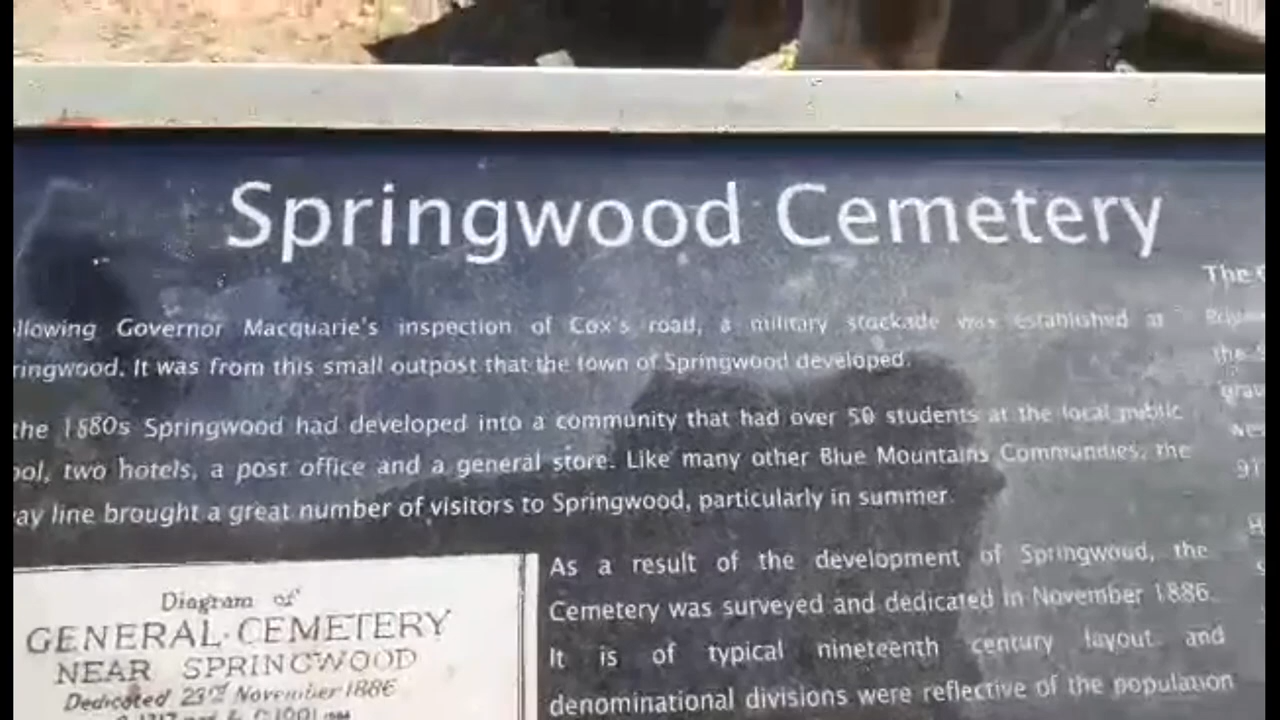 Springwood Cemetery
llowing Governor Macquarie's inspection of Cox's road, a military stockade was established at
ringwood. It was from this small outpost that the town of Springwood developed.
the 1880s Springwood had developed into a community that had over 50 students at the local public
ool, two hotels, a post office and a general store. Like many other Blue Mountains Communities, the
ay line brought a great number of visitors to Springwood, particularly in summer.
As a result of the development of Springwood, the
Cemetery was surveyed and dedicated in November 1886.
It is of typical nineteenth century layout and
denominational divisions were reflective of the population
Diagram of
GENERAL CEMETERY
NEAR SPRINGWOOD
Dedicated 23rd November 1886
The
the